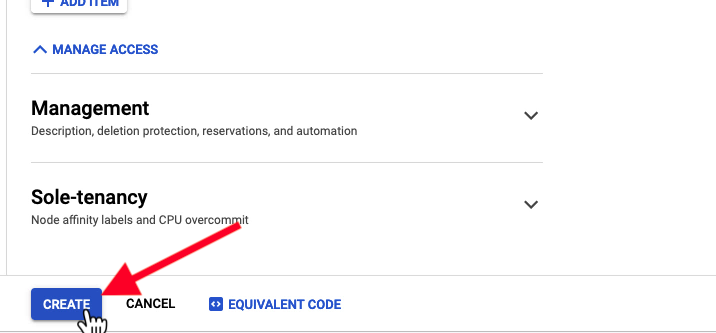 ADD ITEM
MANAGE ACCESS
Management
Description, deletion protection, reservations, and automation
Sole-tenancy
Node affinity labels and CPU overcommit
CREATE
CANCEL
EQUIVALENT CODE